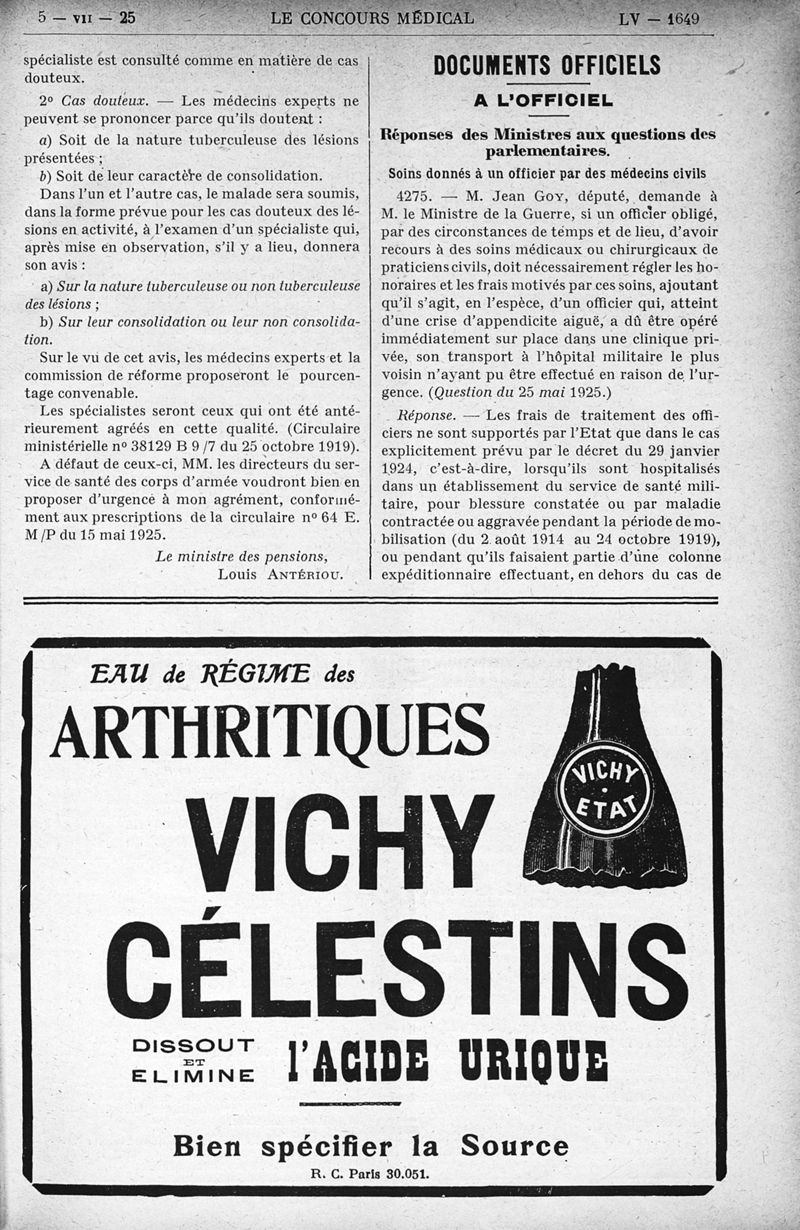 5 — VII — 25
LE CONCOURS MÉDICAL
LV — 1649
spécialiste est consulté comme en matière de cas
douteux.
2º Cas douteux. — Les médecins experts ne
peuvent se prononcer parce qu'ils doutent :
a) Soit de la nature tuberculeuse des lésions
présentées ;
b) Soit de leur caractère de consolidation.
Dans l'un et l'autre cas, le malade sera soumis,
dans la forme prévue pour les cas douteux des lé-
sions en activité, à l'examen d'un spécialiste qui,
après mise en observation, s'il y a lieu, donnera
son avis :
a) Sur la nature tuberculeuse ou non tuberculeuse
des lésions ;
b) Sur leur consolidation ou leur non consolida-
tion.
Sur le vu de cet avis, les médecins experts et la
commission de réforme proposeront le pourcen-
tage convenable.
Les spécialistes seront ceux qui ont été anté-
rieurement agréés en cette qualité. (Circulaire
ministérielle nº 38129 B 9 /7 du 25 octobre 1919).
A défaut de ceux-ci, MM. les directeurs du ser-
vice de santé des corps d'armée voudront bien en
proposer d'urgence à mon agrément, conformé-
ment aux prescriptions de la circulaire nº 64 E.
M /P du 15 mai 1925.
Le ministre des pensions,
Louis ANTÉRIOU.
DOCUMENTS OFFICIELS
A L'OFFICIEL
Réponses des Ministres aux questions des
parlementaires.
Soins donnés à un officier par des médecins civils
4275. — M. Jean GOY, député, demande à
M. le Ministre de la Guerre, si un officier obligé,
par des circonstances de temps et de lieu, d'avoir
recours à des soins médicaux ou chirurgicaux de
praticiens civils, doit nécessairement régler les ho-
noraires et les frais motivés par ces soins, ajoutant
qu'il s'agit, en l'espèce, d'un officier qui, atteint
d'une crise d'appendicite aiguë, a dû être opéré
immédiatement sur place dans une clinique pri-
vée, son transport à l'hôpital militaire le plus
voisin n'ayant pu être effectué en raison de l'ur-
gence. (Question du 25 mai 1925.)
Réponse. — Les frais de traitement des offi-
ciers ne sont supportés par l'Etat que dans le cas
explicitement prévu par le décret du 29 janvier
1924, c'est-à-dire, lorsqu'ils sont hospitalisés
dans un établissement du service de santé mili-
taire, pour blessure constatée ou par maladie
contractée ou aggravée pendant la période de mo-
bilisation (du 2 août 1914 au 24 octobre 1919),
ou pendant qu'ils faisaient partie d'une colonne
expéditionnaire effectuant, en dehors du cas de
EAU de RÉGIME des
ARTHRITIQUES
VICHY
ETAT
VICHY
CÉLESTINS
DISSOUT
ET
ELIMINE
l'ACIDE URIQUE
Bien spécifier la Source
R. C. Paris 30.051.